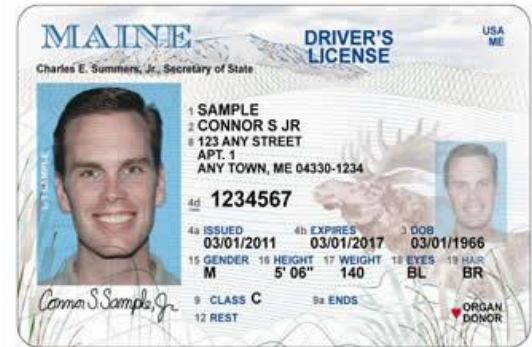 MAINE
DRIVER'S
LICENSE
USA
ME
Charles E. Summers, Jr., Secretary of State
1 SAMPLE
2 CONNOR S JR
8 123 ANY STREET
APT. 1
ANY TOWN, ME 04330-1234
4d 1234567
4a ISSUED 4b EXPIRES 3 DOB
03/01/2011 03/01/2017 03/01/1966
15 GENDER 16 HEIGHT 17 WEIGHT 18 EYES 19 HAIR
M 5' 06" 140 BL BR
9 CLASS C 9a ENDS
12 REST
ORGAN
DONOR
Connor S. Sample, Jr